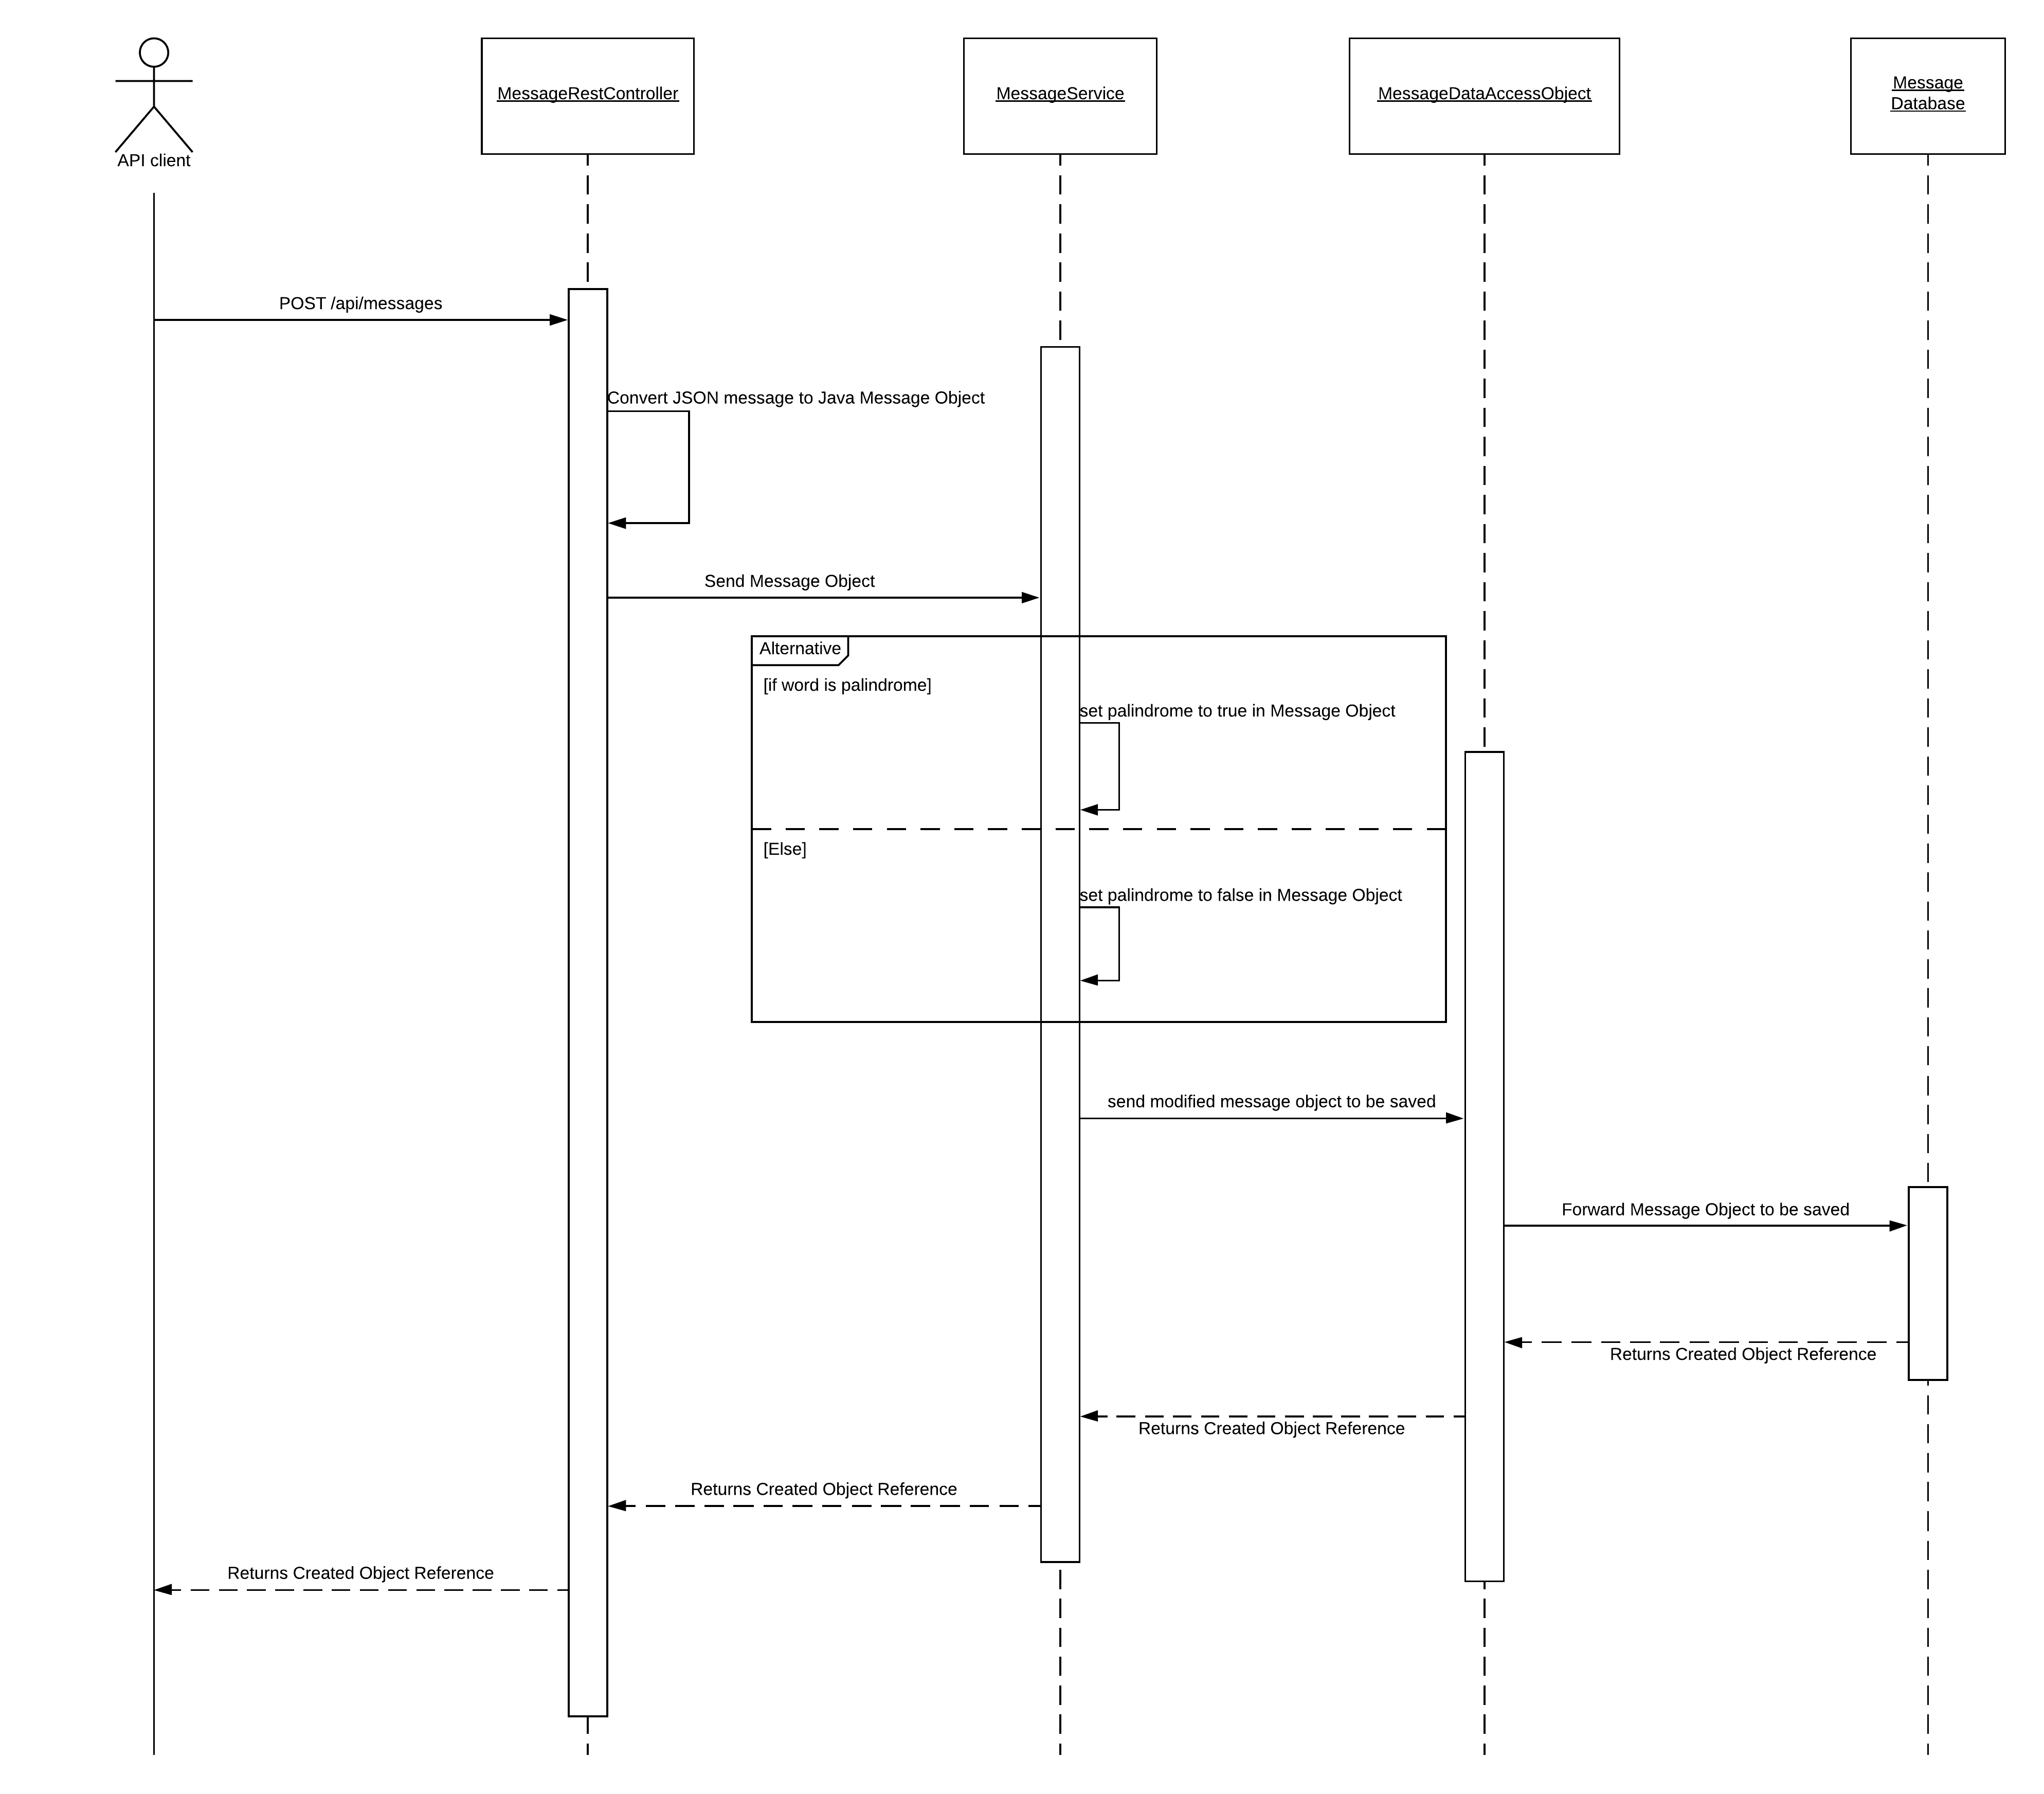 API client
MessageRestController
MessageService
MessageDataAccessObject
Message
Database
POST /api/messages
Convert JSON message to Java Message Object
Send Message Object
Alternative
[if word is palindrome]
set palindrome to true in Message Object
[Else]
set palindrome to false in Message Object
send modified message object to be saved
Forward Message Object to be saved
Returns Created Object Reference
Returns Created Object Reference
Returns Created Object Reference
Returns Created Object Reference